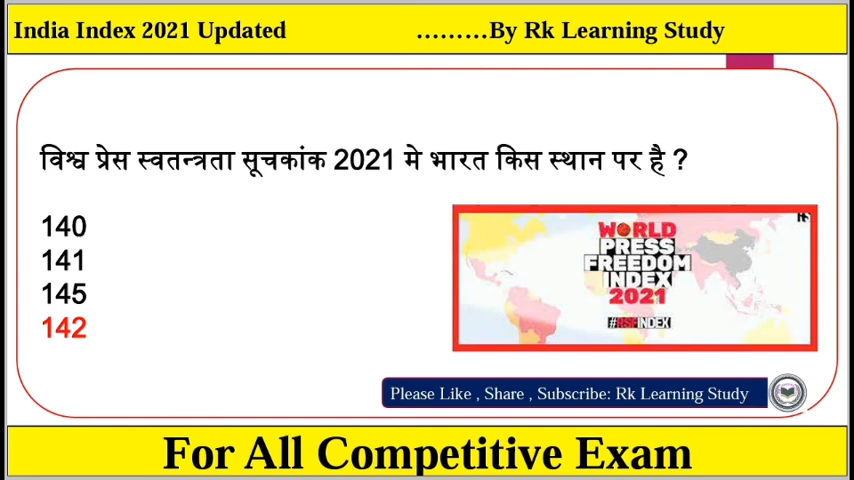 India Index 2021 Updated ………By Rk Learning Study
विश्व प्रेस स्वतन्त्रता सूचकांक 2021 मे भारत किस स्थान पर है ?
140
141
145
142
WORLD
PRESS
FREEDOM
INDEX
2021
#RSFINDEX
Please Like , Share , Subscribe: Rk Learning Study
For All Competitive Exam